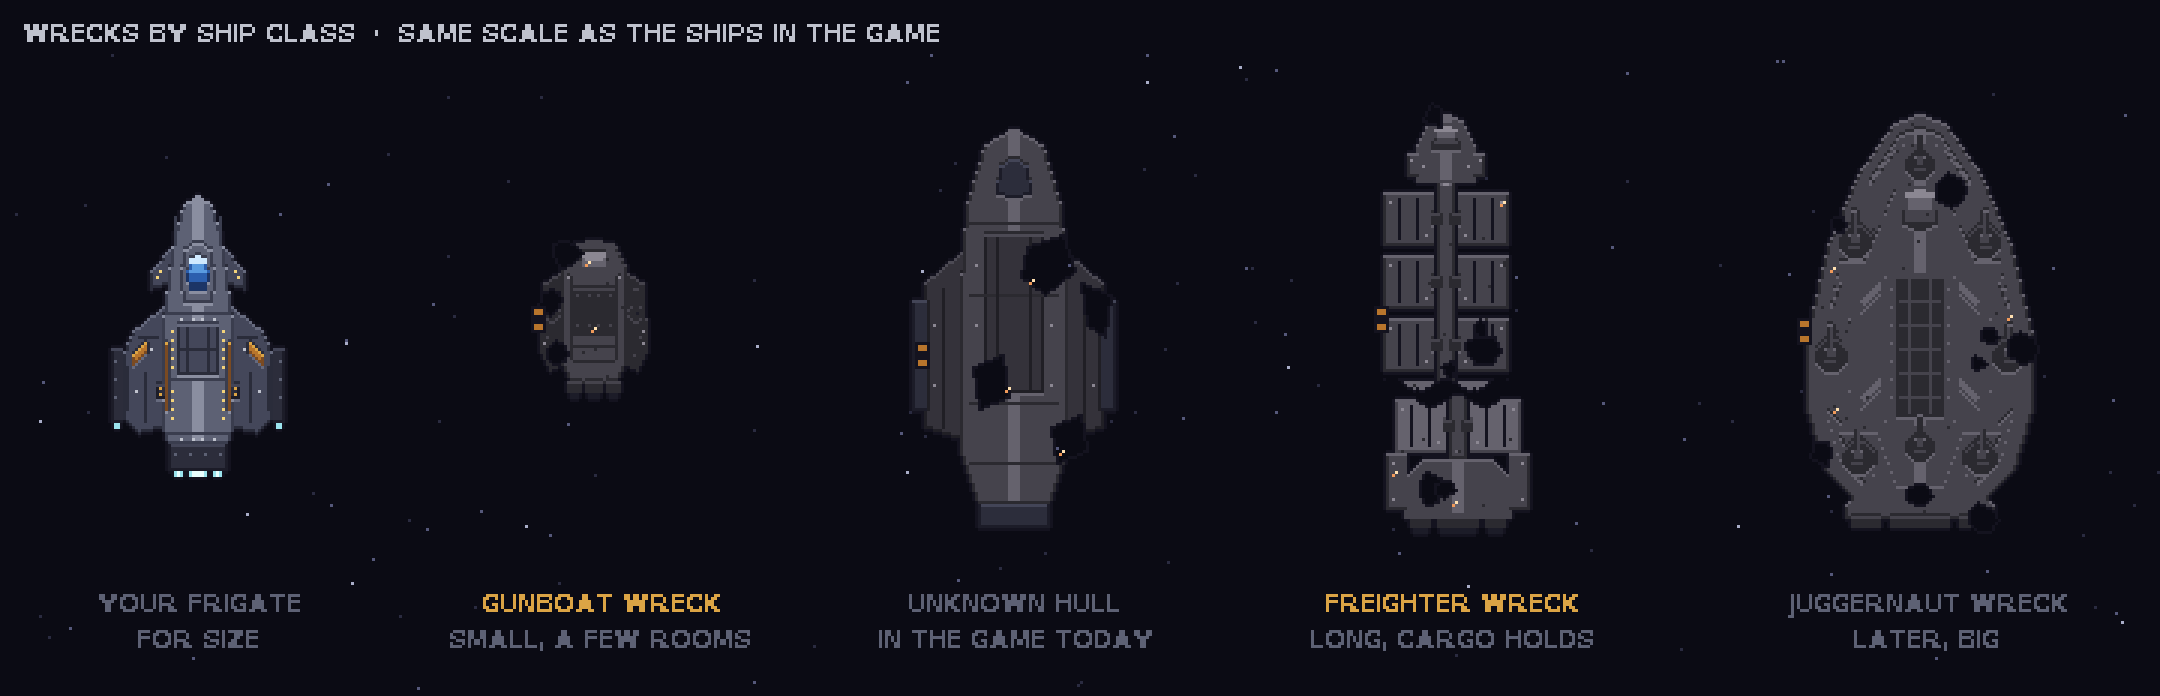 WRECKS BY SHIP CLASS · SAME SCALE AS THE SHIPS IN THE GAME
YOUR FRIGATE
FOR SIZE
GUNBOAT WRECK
SMALL, A FEW ROOMS
UNKNOWN HULL
IN THE GAME TODAY
FREIGHTER WRECK
LONG, CARGO HOLDS
JUGGERNAUT WRECK
LATER, BIG